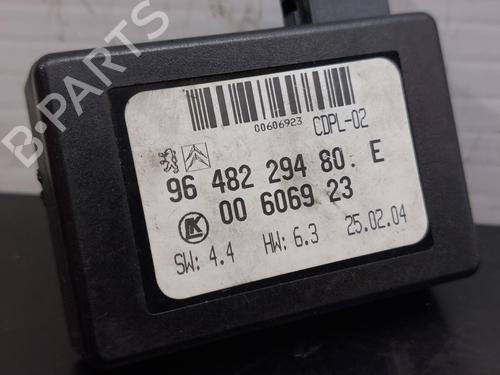 B-PARTS
00606923
CDPL-02
96 482 294 80. E
00 6069 23
SW: 4.4 HW: 6.3 25.02.04